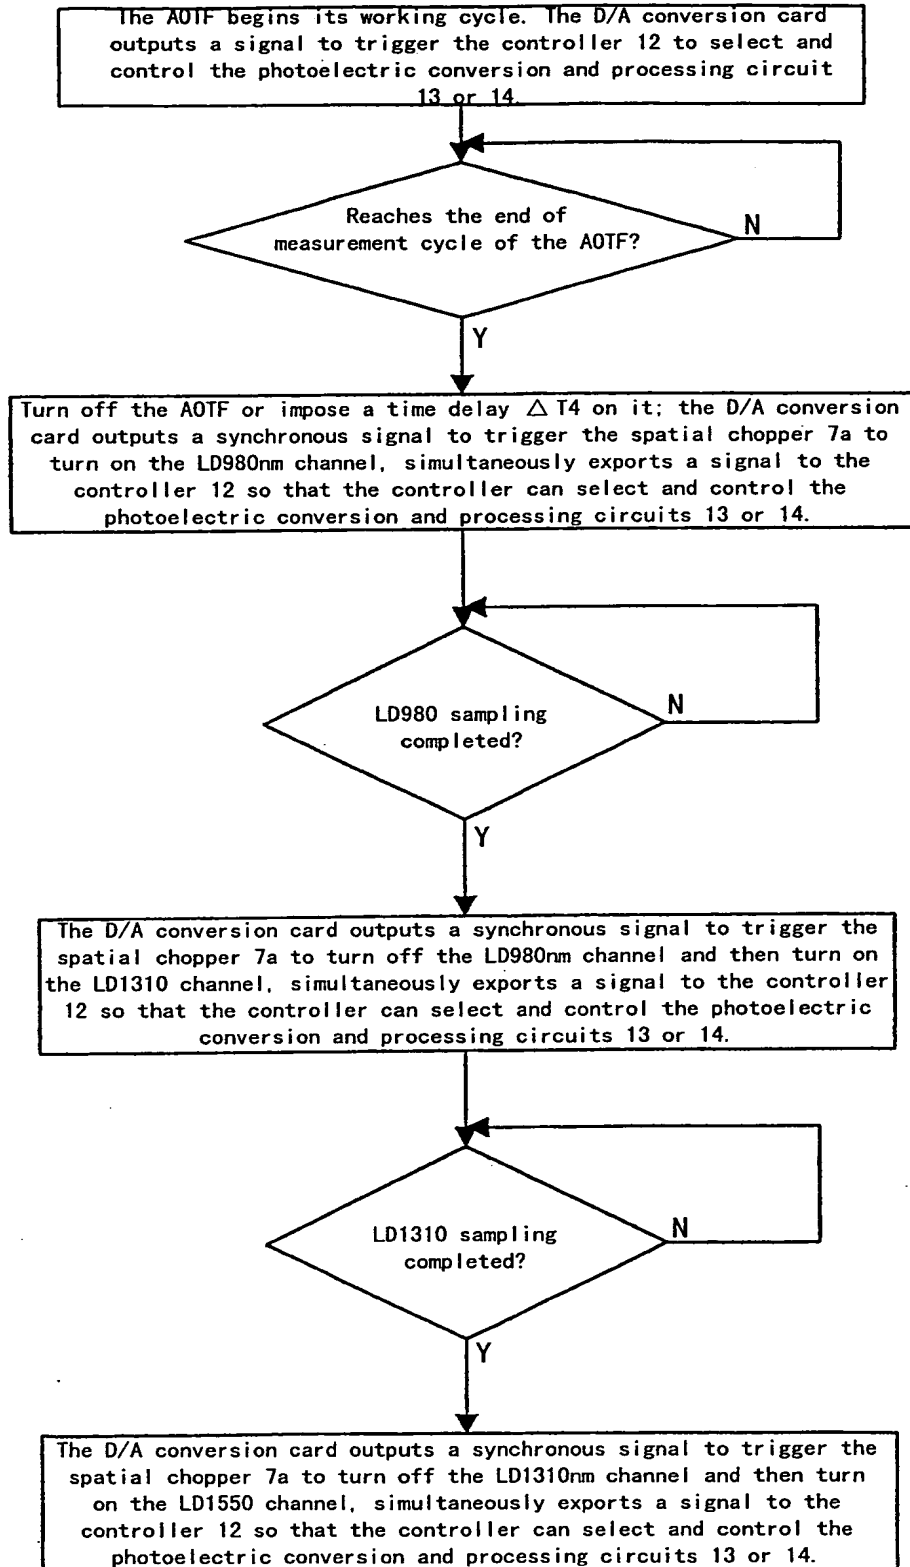 The AOTF begins its working cycle. The D/A conversion card
outputs a signal to trigger the controller 12 to select and
control the photoelectric conversion and processing circuit
13 or 14.
Reaches the end of
measurement cycle of the AOTF?
N
Y
Turn off the AOTF or impose a time delay △ T4 on it; the D/A conversion
card outputs a synchronous signal to trigger the spatial chopper 7a to
turn on the LD980nm channel, simultaneously exports a signal to the
controller 12 so that the controller can select and control the
photoelectric conversion and processing circuits 13 or 14.
LD980 sampling
completed?
N
Y
The D/A conversion card outputs a synchronous signal to trigger the
spatial chopper 7a to turn off the LD980nm channel and then turn on
the LD1310 channel, simultaneously exports a signal to the controller
12 so that the controller can select and control the photoelectric
conversion and processing circuits 13 or 14.
LD1310 sampling
completed?
N
Y
The D/A conversion card outputs a synchronous signal to trigger the
spatial chopper 7a to turn off the LD1310nm channel and then turn
on the LD1550 channel, simultaneously exports a signal to the
controller 12 so that the controller can select and control the
photoelectric conversion and processing circuits 13 or 14.